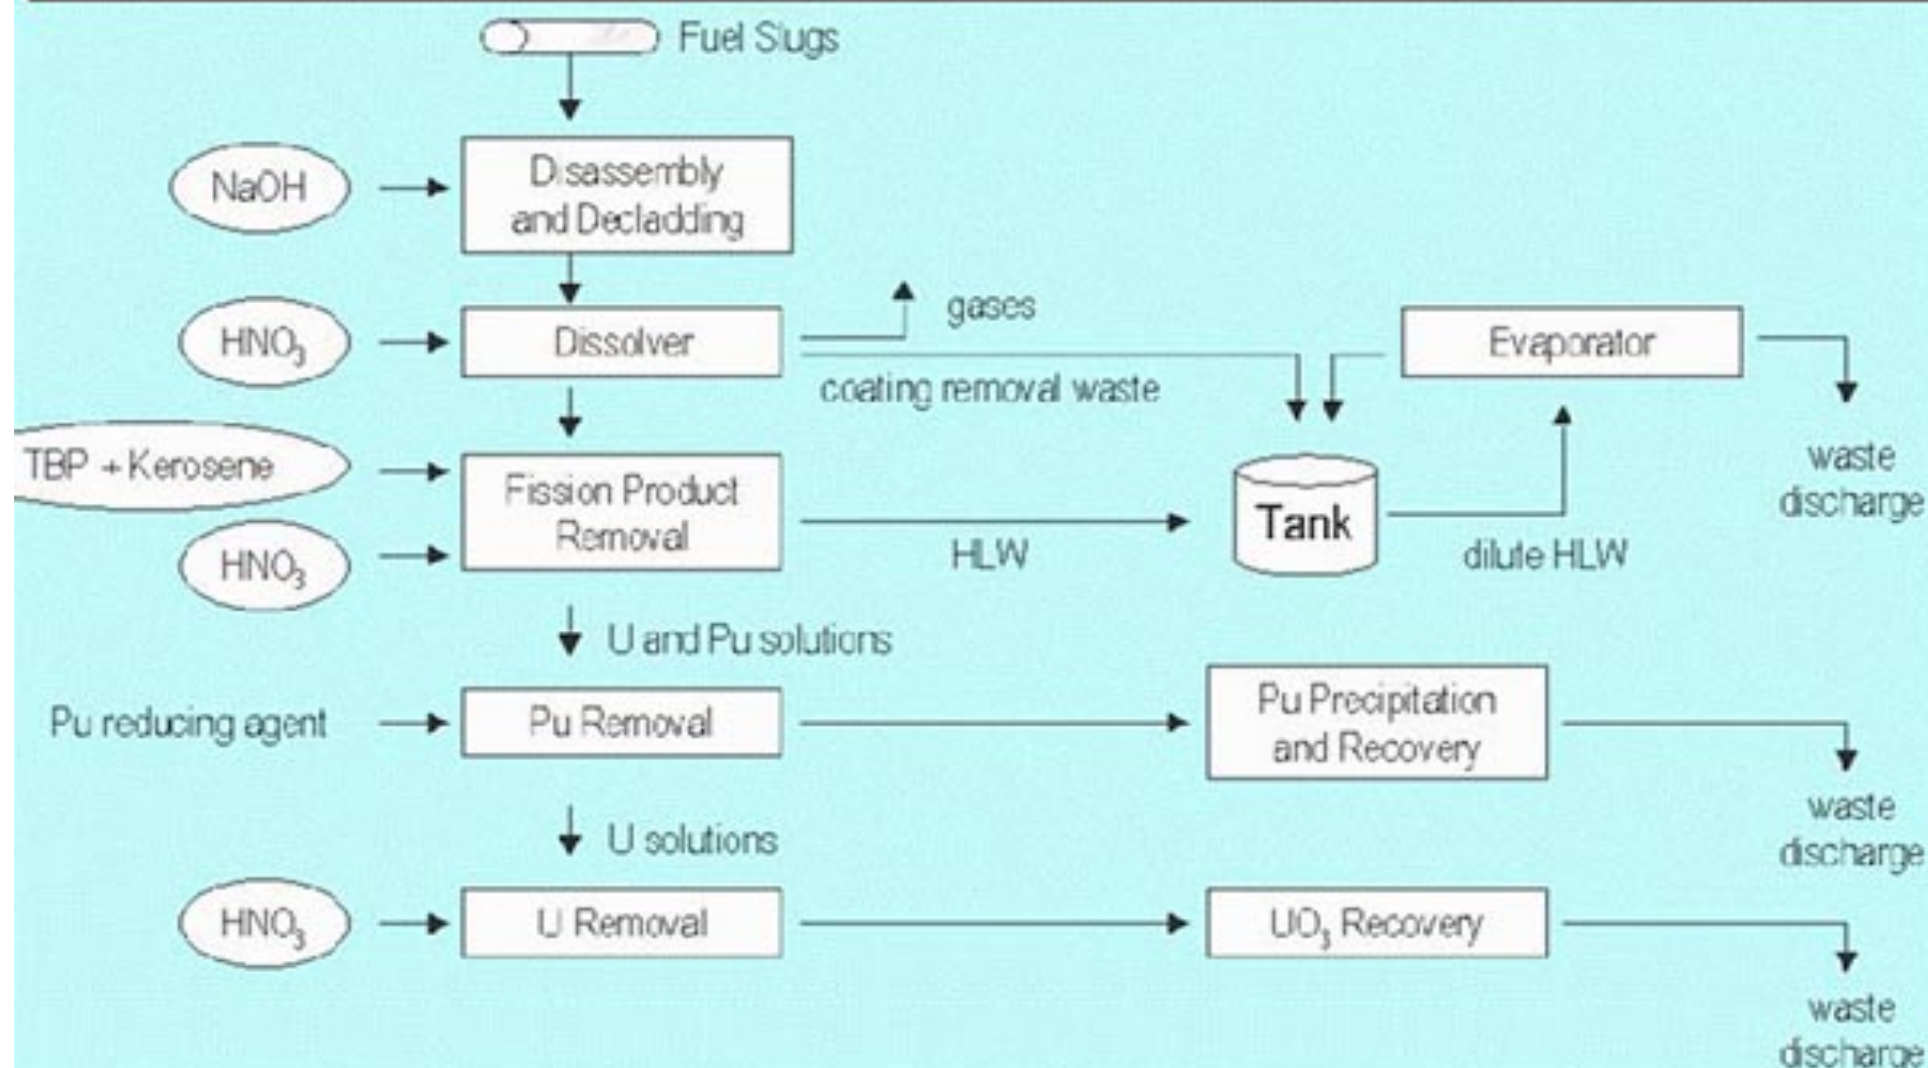 Fuel Slugs
NaOH
Disassembly
and Decladding
HNO3
Dissolver
gases
coating removal waste
Evaporator
waste
discharge
TBP + Kerosene
HNO3
Fission Product
Removal
HLW
Tank
dilute HLW
U and Pu solutions
Pu reducing agent
Pu Removal
Pu Precipitation
and Recovery
waste
discharge
U solutions
HNO3
U Removal
UO3 Recovery
waste
discharge